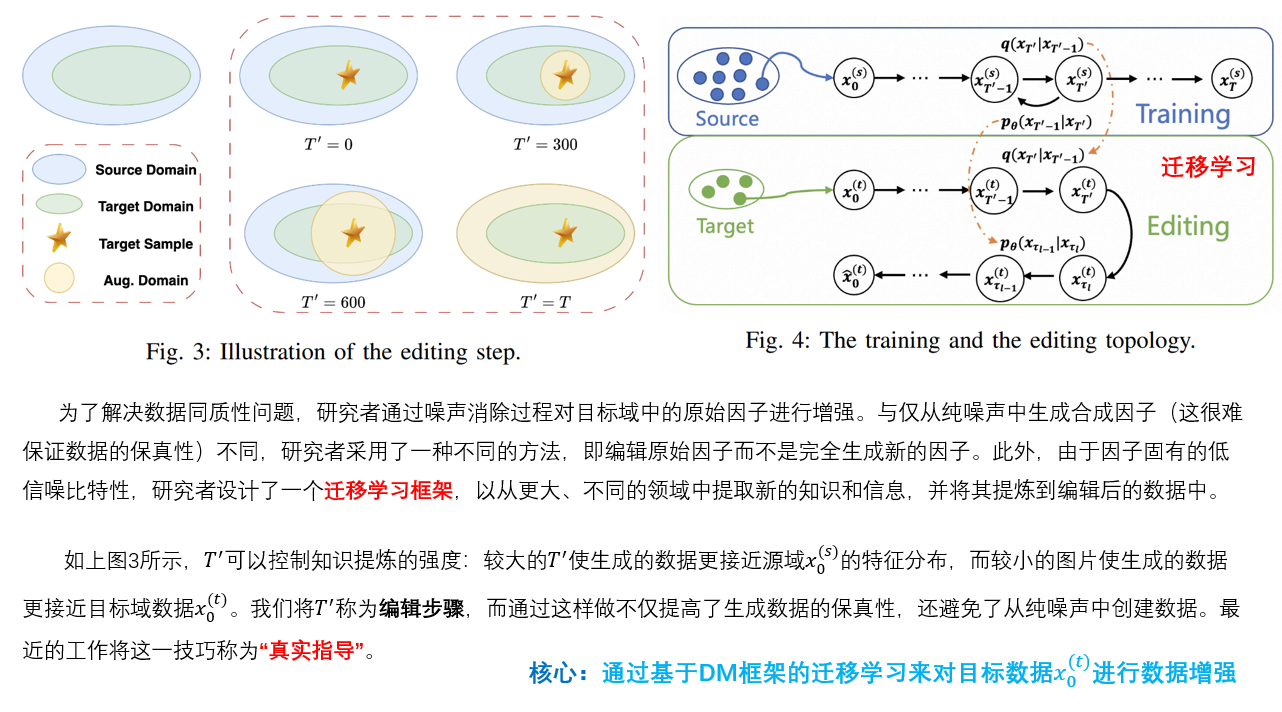 T′ = 0
T′ = 300
Source Domain
Target Domain
Target Sample
Aug. Domain
T′ = 600
T′ = T
Fig. 3: Illustration of the editing step.
q(x_{T′}|x_{T′−1})
x_0^{(s)} ⋯ x_{T′−1}^{(s)} x_{T′}^{(s)} ⋯ x_T^{(s)}
Source
p_θ(x_{T′−1}|x_{T′})
Training
q(x_{T′}|x_{T′−1})
迁移学习
x_0^{(t)} ⋯ x_{T′−1}^{(t)} x_{T′}^{(t)}
Target
Editing
p_θ(x_{τ_{l−1}}|x_{τ_l})
x̂_0^{(t)} ⋯ x_{τ_{l−1}}^{(t)} x_{τ_l}^{(t)}
Fig. 4: The training and the editing topology.
为了解决数据同质性问题，研究者通过噪声消除过程对目标域中的原始因子进行增强。与仅从纯噪声中生成合成因子（这很难
保证数据的保真性）不同，研究者采用了一种不同的方法，即编辑原始因子而不是完全生成新的因子。此外，由于因子固有的低
信噪比特性，研究者设计了一个迁移学习框架，以从更大、不同的领域中提取新的知识和信息，并将其提炼到编辑后的数据中。
如上图3所示，T′可以控制知识提炼的强度：较大的T′使生成的数据更接近源域x_0^{(s)}的特征分布，而较小的图片使生成的数据
更接近目标域数据x_0^{(t)}。我们将T′称为编辑步骤，而通过这样做不仅提高了生成数据的保真性，还避免了从纯噪声中创建数据。最
近的工作将这一技巧称为“真实指导”。
核心：通过基于DM框架的迁移学习来对目标数据x_0^{(t)}进行数据增强